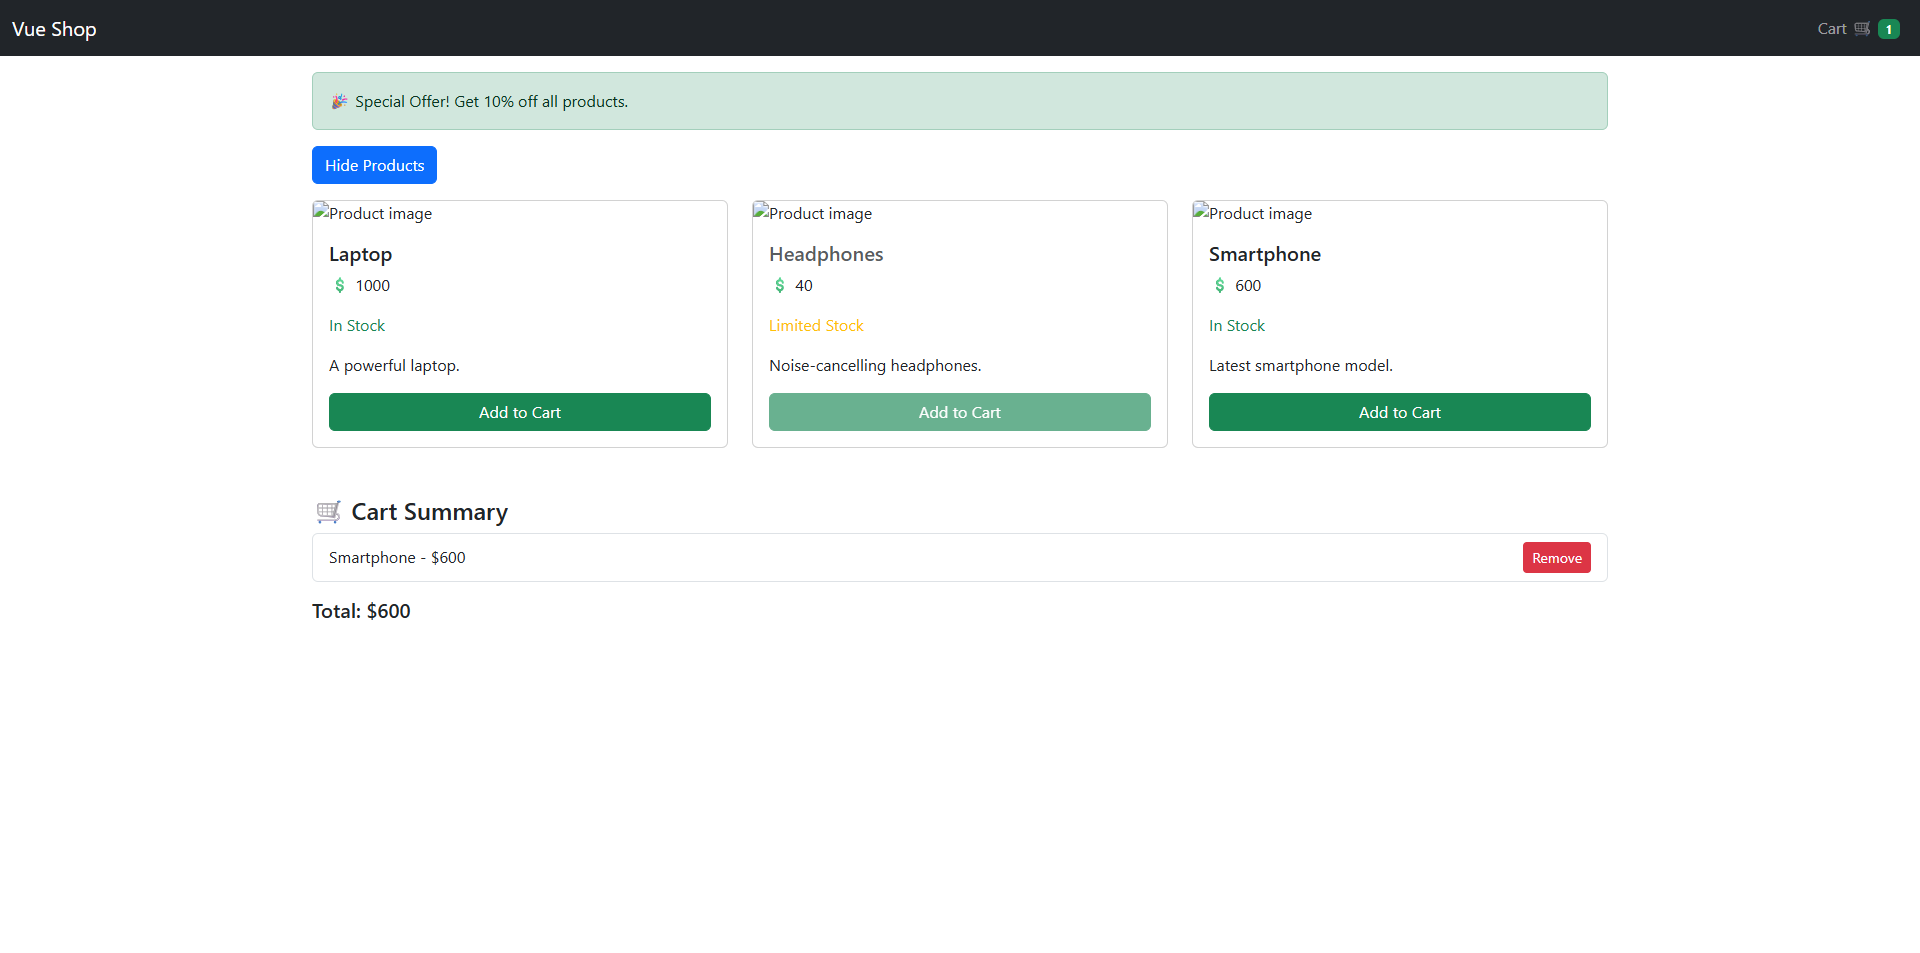 Vue Shop
Cart 🛒 1
🎉 Special Offer! Get 10% off all products.
Hide Products
Product image
Laptop
💲 1000
In Stock
A powerful laptop.
Add to Cart
Product image
Headphones
💲 40
Limited Stock
Noise-cancelling headphones.
Add to Cart
Product image
Smartphone
💲 600
In Stock
Latest smartphone model.
Add to Cart
🛒 Cart Summary
Smartphone - $600
Remove
Total: $600